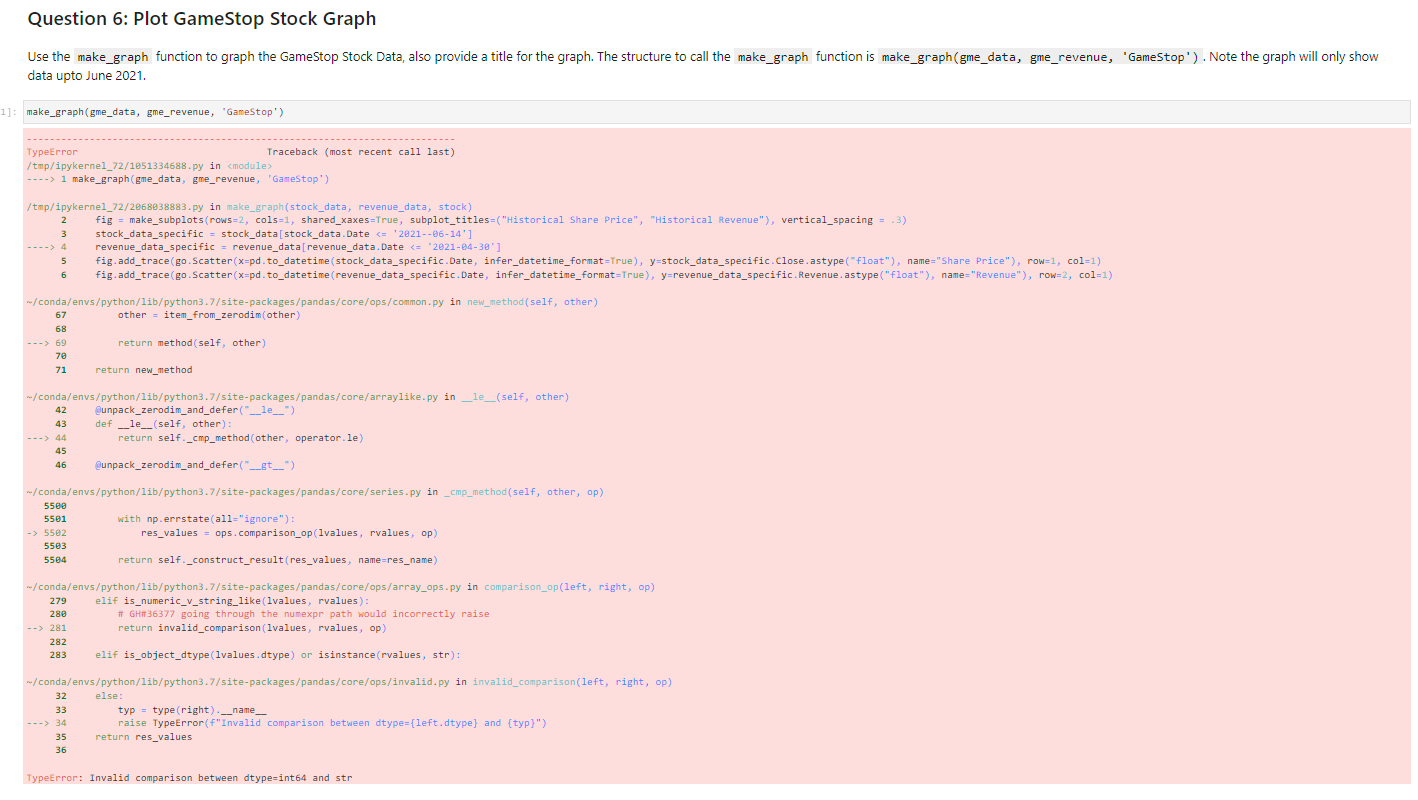 Question 6: Plot GameStop Stock Graph
Use the make_graph function to graph the GameStop Stock Data, also provide a title for the graph. The structure to call the make_graph function is make_graph(gme_data, gme_revenue, 'GameStop') . Note the graph will only show
data upto June 2021.
1]: make_graph(gme_data, gme_revenue, 'GameStop')
---------------------------------------------------------------------------
TypeError                                 Traceback (most recent call last)
/tmp/ipykernel_72/1051334688.py in <module>
----> 1 make_graph(gme_data, gme_revenue, 'GameStop')
/tmp/ipykernel_72/2068038883.py in make_graph(stock_data, revenue_data, stock)
      2     fig = make_subplots(rows=2, cols=1, shared_xaxes=True, subplot_titles=("Historical Share Price", "Historical Revenue"), vertical_spacing = .3)
      3     stock_data_specific = stock_data[stock_data.Date <= '2021--06-14']
----> 4     revenue_data_specific = revenue_data[revenue_data.Date <= '2021-04-30']
      5     fig.add_trace(go.Scatter(x=pd.to_datetime(stock_data_specific.Date, infer_datetime_format=True), y=stock_data_specific.Close.astype("float"), name="Share Price"), row=1, col=1)
      6     fig.add_trace(go.Scatter(x=pd.to_datetime(revenue_data_specific.Date, infer_datetime_format=True), y=revenue_data_specific.Revenue.astype("float"), name="Revenue"), row=2, col=1)
~/conda/envs/python/lib/python3.7/site-packages/pandas/core/ops/common.py in new_method(self, other)
     67         other = item_from_zerodim(other)
     68
---> 69         return method(self, other)
     70
     71     return new_method
~/conda/envs/python/lib/python3.7/site-packages/pandas/core/arraylike.py in __le__(self, other)
     42     @unpack_zerodim_and_defer("__le__")
     43     def __le__(self, other):
---> 44         return self._cmp_method(other, operator.le)
     45
     46     @unpack_zerodim_and_defer("__gt__")
~/conda/envs/python/lib/python3.7/site-packages/pandas/core/series.py in _cmp_method(self, other, op)
   5500
   5501         with np.errstate(all="ignore"):
-> 5502             res_values = ops.comparison_op(lvalues, rvalues, op)
   5503
   5504         return self._construct_result(res_values, name=res_name)
~/conda/envs/python/lib/python3.7/site-packages/pandas/core/ops/array_ops.py in comparison_op(left, right, op)
    279     elif is_numeric_v_string_like(lvalues, rvalues):
    280         # GH#36377 going through the numexpr path would incorrectly raise
--> 281         return invalid_comparison(lvalues, rvalues, op)
    282
    283     elif is_object_dtype(lvalues.dtype) or isinstance(rvalues, str):
~/conda/envs/python/lib/python3.7/site-packages/pandas/core/ops/invalid.py in invalid_comparison(left, right, op)
     32     else:
     33         typ = type(right).__name__
---> 34         raise TypeError(f"Invalid comparison between dtype={left.dtype} and {typ}")
     35     return res_values
     36
TypeError: Invalid comparison between dtype=int64 and str